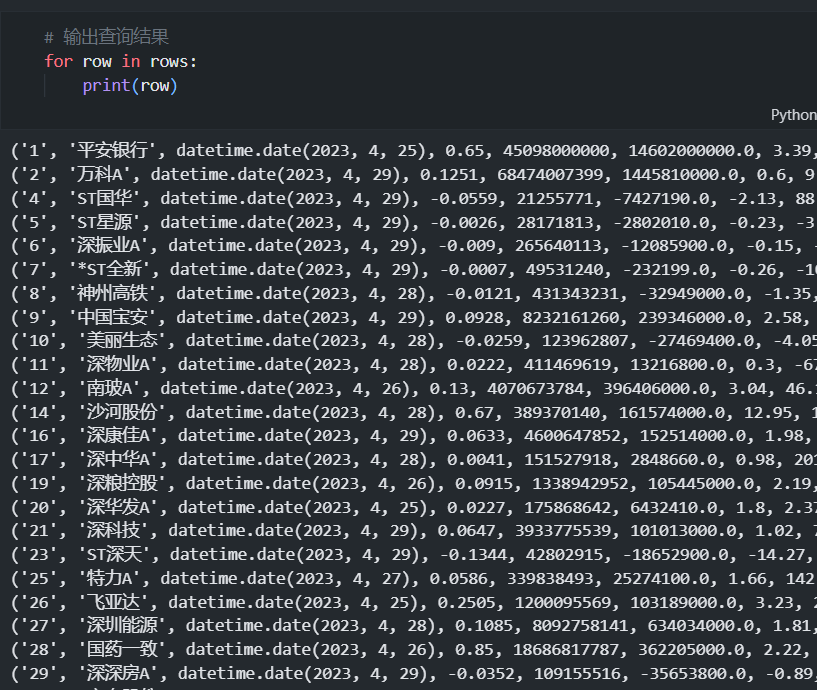 # 输出查询结果
for row in rows:
print(row)
Python
('1', '平安银行', datetime.date(2023, 4, 25), 0.65, 45098000000, 14602000000.0, 3.39,
('2', '万科A', datetime.date(2023, 4, 29), 0.1251, 68474007399, 1445810000.0, 0.6, 9
('4', 'ST国华', datetime.date(2023, 4, 29), -0.0559, 21255771, -7427190.0, -2.13, 88
('5', 'ST星源', datetime.date(2023, 4, 29), -0.0026, 28171813, -2802010.0, -0.23, -3
('6', '深振业A', datetime.date(2023, 4, 29), -0.009, 265640113, -12085900.0, -0.15, -
('7', '*ST全新', datetime.date(2023, 4, 29), -0.0007, 49531240, -232199.0, -0.26, -10
('8', '神州高铁', datetime.date(2023, 4, 28), -0.0121, 431343231, -32949000.0, -1.35,
('9', '中国宝安', datetime.date(2023, 4, 29), 0.0928, 8232161260, 239346000.0, 2.58,
('10', '美丽生态', datetime.date(2023, 4, 28), -0.0259, 123962807, -27469400.0, -4.05
('11', '深物业A', datetime.date(2023, 4, 28), 0.0222, 411469619, 13216800.0, 0.3, -67
('12', '南玻A', datetime.date(2023, 4, 26), 0.13, 4070673784, 396406000.0, 3.04, 46.
('14', '沙河股份', datetime.date(2023, 4, 28), 0.67, 389370140, 161574000.0, 12.95, 1
('16', '深康佳A', datetime.date(2023, 4, 29), 0.0633, 4600647852, 152514000.0, 1.98,
('17', '深中华A', datetime.date(2023, 4, 28), 0.0041, 151527918, 2848660.0, 0.98, 201
('19', '深粮控股', datetime.date(2023, 4, 26), 0.0915, 1338942952, 105445000.0, 2.19,
('20', '深华发A', datetime.date(2023, 4, 25), 0.0227, 175868642, 6432410.0, 1.8, 2.37
('21', '深科技', datetime.date(2023, 4, 29), 0.0647, 3933775539, 101013000.0, 1.02, 7
('23', 'ST深天', datetime.date(2023, 4, 29), -0.1344, 42802915, -18652900.0, -14.27,
('25', '特力A', datetime.date(2023, 4, 27), 0.0586, 339838493, 25274100.0, 1.66, 142
('26', '飞亚达', datetime.date(2023, 4, 25), 0.2505, 1200095569, 103189000.0, 3.23, 2
('27', '深圳能源', datetime.date(2023, 4, 28), 0.1085, 8092758141, 634034000.0, 1.81,
('28', '国药一致', datetime.date(2023, 4, 26), 0.85, 18686817787, 362205000.0, 2.22,
('29', '深深房A', datetime.date(2023, 4, 29), -0.0352, 109155516, -35653800.0, -0.89,